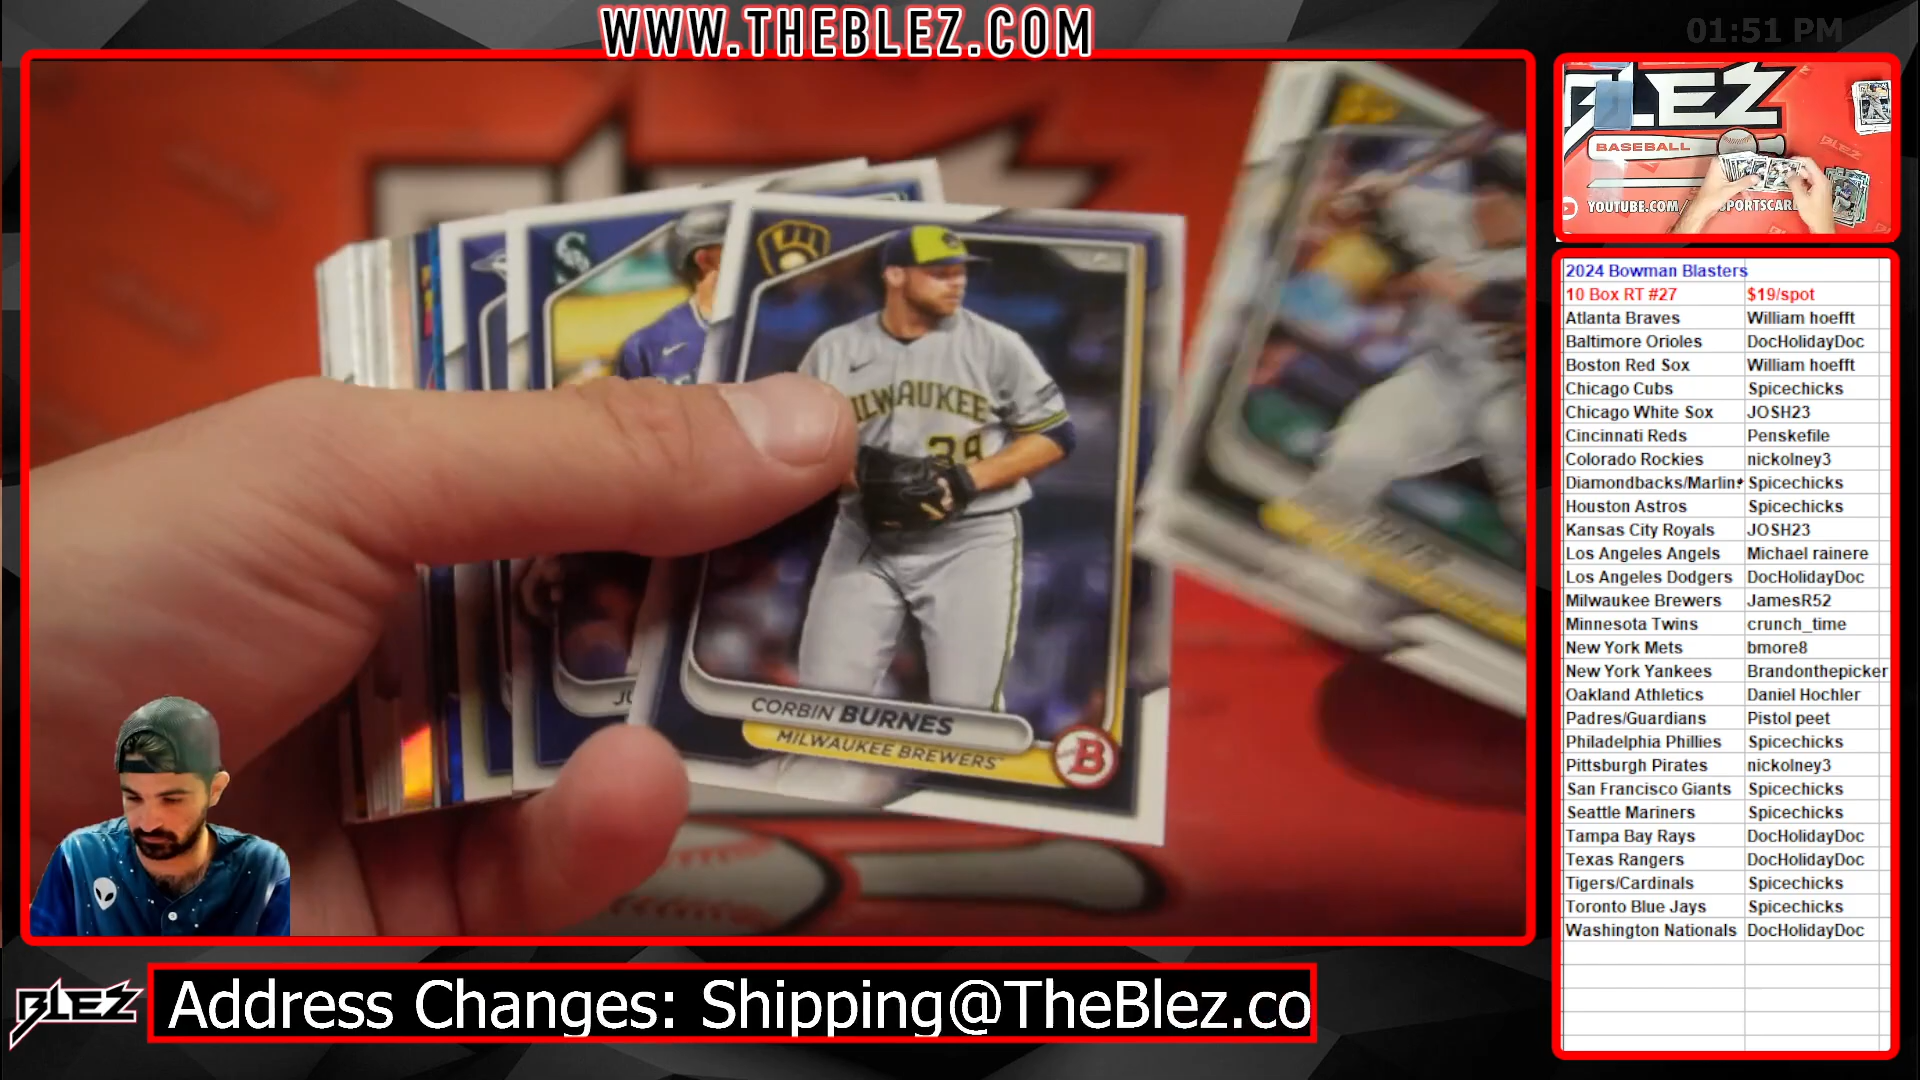 WWW.THEBLEZ.COM
01:51 PM
BLEZ
BASEBALL
YOUTUBE.COM/
SPORTSCAR
MILWAUKEE
39
CORBIN BURNES
MILWAUKEE BREWERS
B
JU
2024 Bowman Blasters
10 Box RT #27 $19/spot
Atlanta Braves William hoefft
Baltimore Orioles DocHolidayDoc
Boston Red Sox William hoefft
Chicago Cubs Spicechicks
Chicago White Sox JOSH23
Cincinnati Reds Penskefile
Colorado Rockies nickolney3
Diamondbacks/Marlins Spicechicks
Houston Astros Spicechicks
Kansas City Royals JOSH23
Los Angeles Angels Michael rainere
Los Angeles Dodgers DocHolidayDoc
Milwaukee Brewers JamesR52
Minnesota Twins crunch_time
New York Mets bmore8
New York Yankees Brandonthepicker
Oakland Athletics Daniel Hochler
Padres/Guardians Pistol peet
Philadelphia Phillies Spicechicks
Pittsburgh Pirates nickolney3
San Francisco Giants Spicechicks
Seattle Mariners Spicechicks
Tampa Bay Rays DocHolidayDoc
Texas Rangers DocHolidayDoc
Tigers/Cardinals Spicechicks
Toronto Blue Jays Spicechicks
Washington Nationals DocHolidayDoc
BLEZ
Address Changes: Shipping@TheBlez.co